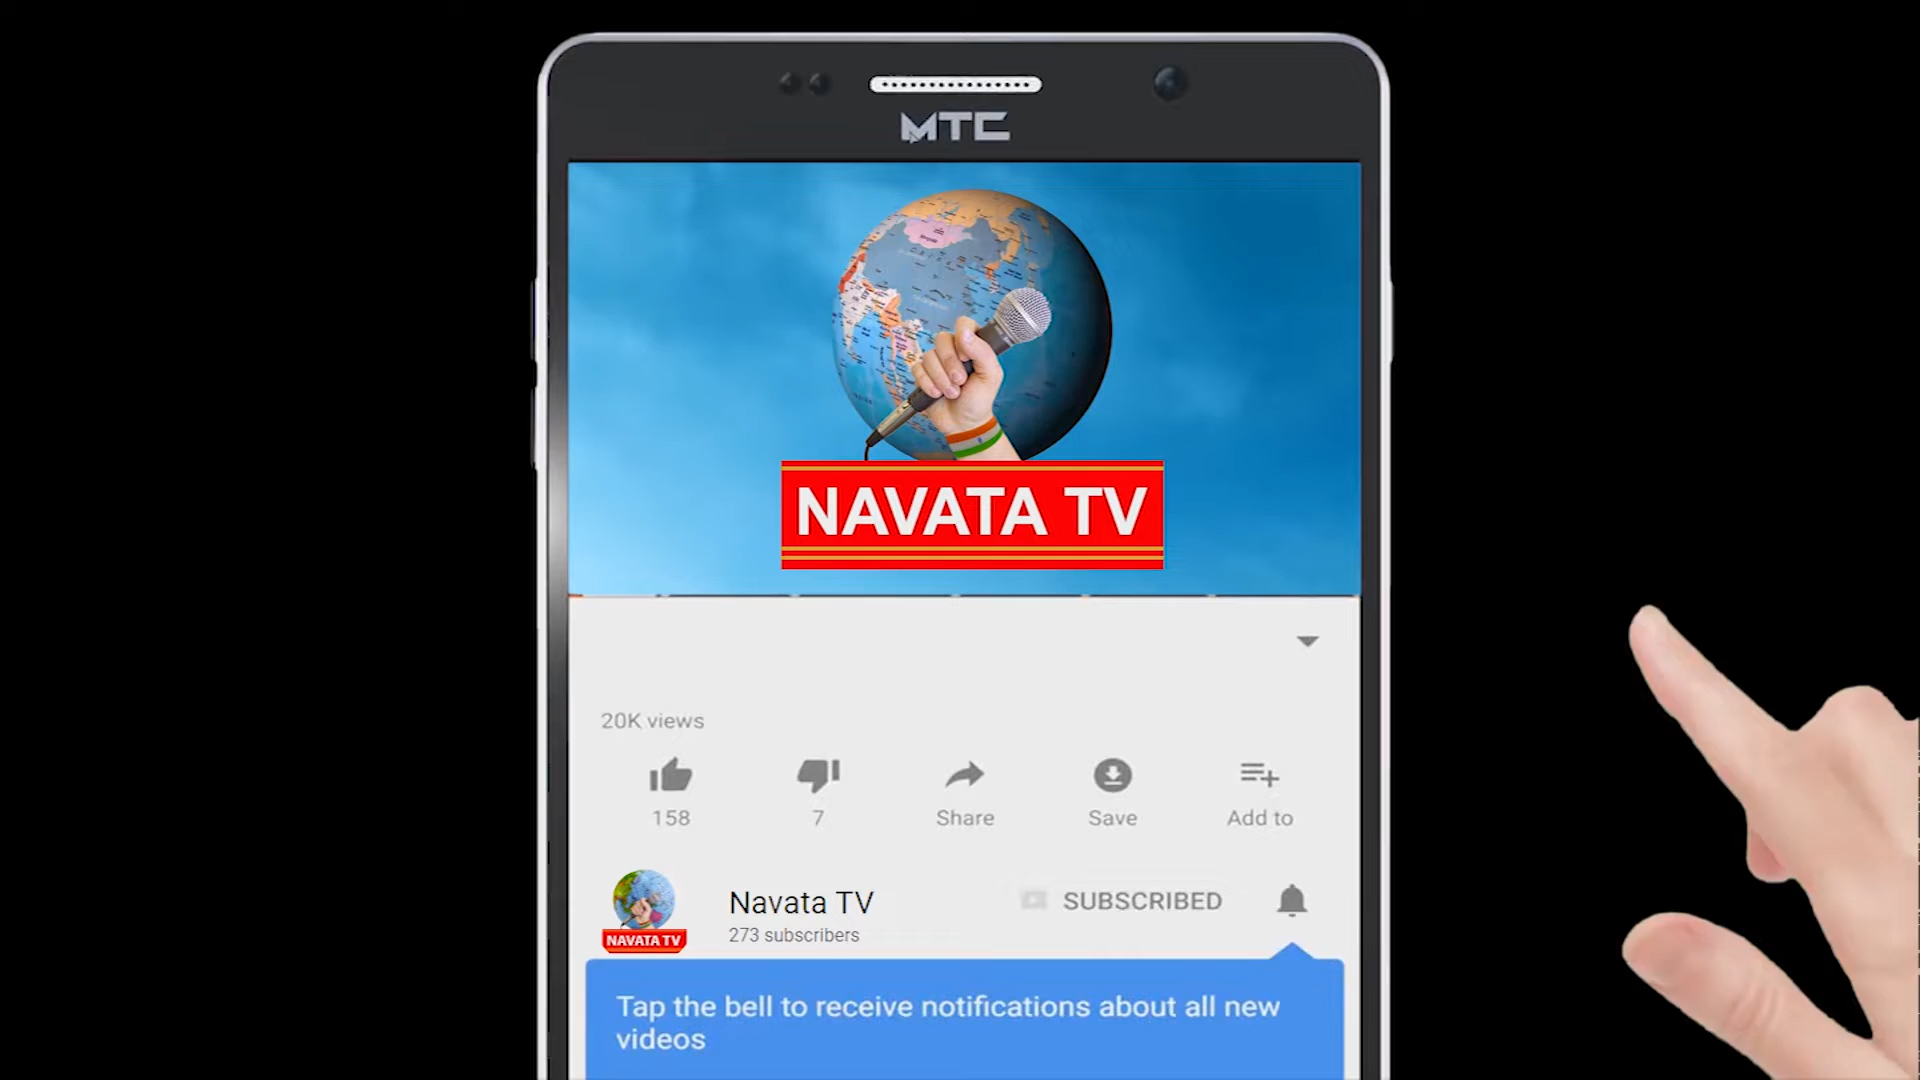 MTC
NAVATA TV
20K views
158
7
Share
Save
Add to
Navata TV
SUBSCRIBED
273 subscribers
NAVATA TV
Tap the bell to receive notifications about all new
videos